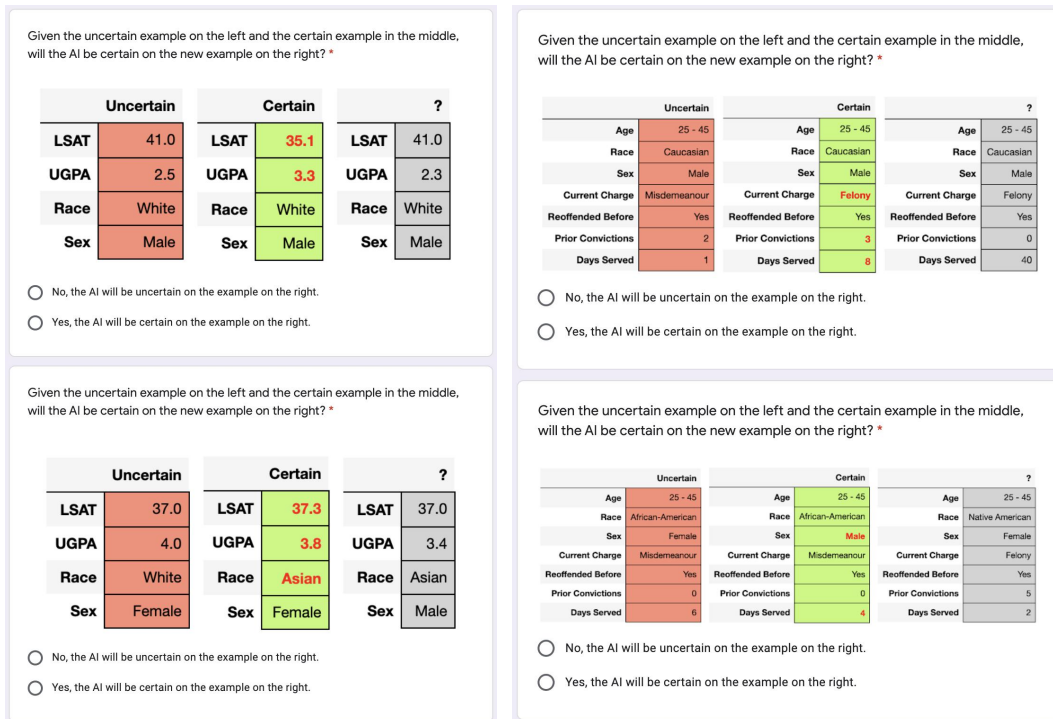 Given the uncertain example on the left and the certain example in the middle,
will the AI be certain on the new example on the right? *
Uncertain Certain ?
LSAT 41.0 LSAT 35.1 LSAT 41.0
UGPA 2.5 UGPA 3.3 UGPA 2.3
Race White Race White Race White
Sex Male Sex Male Sex Male
No, the AI will be uncertain on the example on the right.
Yes, the AI will be certain on the example on the right.
Given the uncertain example on the left and the certain example in the middle,
will the AI be certain on the new example on the right? *
Uncertain Certain ?
LSAT 37.0 LSAT 37.3 LSAT 37.0
UGPA 4.0 UGPA 3.8 UGPA 3.4
Race White Race Asian Race Asian
Sex Female Sex Female Sex Male
No, the AI will be uncertain on the example on the right.
Yes, the AI will be certain on the example on the right.
Given the uncertain example on the left and the certain example in the middle,
will the AI be certain on the new example on the right? *
Uncertain Certain ?
Age 25 - 45 Age 25 - 45 Age 25 - 45
Race Caucasian Race Caucasian Race Caucasian
Sex Male Sex Male Sex Male
Current Charge Misdemeanour Current Charge Felony Current Charge Felony
Reoffended Before Yes Reoffended Before Yes Reoffended Before Yes
Prior Convictions 2 Prior Convictions 3 Prior Convictions 0
Days Served 1 Days Served 8 Days Served 40
No, the AI will be uncertain on the example on the right.
Yes, the AI will be certain on the example on the right.
Given the uncertain example on the left and the certain example in the middle,
will the AI be certain on the new example on the right? *
Uncertain Certain ?
Age 25 - 45 Age 25 - 45 Age 25 - 45
Race African-American Race African-American Race Native American
Sex Female Sex Male Sex Female
Current Charge Misdemeanour Current Charge Misdemeanour Current Charge Felony
Reoffended Before Yes Reoffended Before Yes Reoffended Before Yes
Prior Convictions 0 Prior Convictions 0 Prior Convictions 5
Days Served 6 Days Served 4 Days Served 2
No, the AI will be uncertain on the example on the right.
Yes, the AI will be certain on the example on the right.